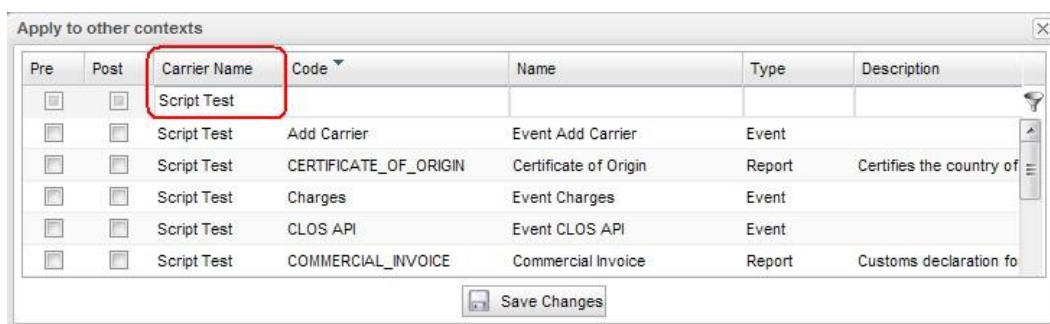 Apply to other contexts
Pre Post Carrier Name Code Name Type Description
Script Test
Script Test Add Carrier Event Add Carrier Event
Script Test CERTIFICATE_OF_ORIGIN Certificate of Origin Report Certifies the country of
Script Test Charges Event Charges Event
Script Test CLOS API Event CLOS API Event
Script Test COMMERCIAL_INVOICE Commercial Invoice Report Customs declaration fo
Save Changes